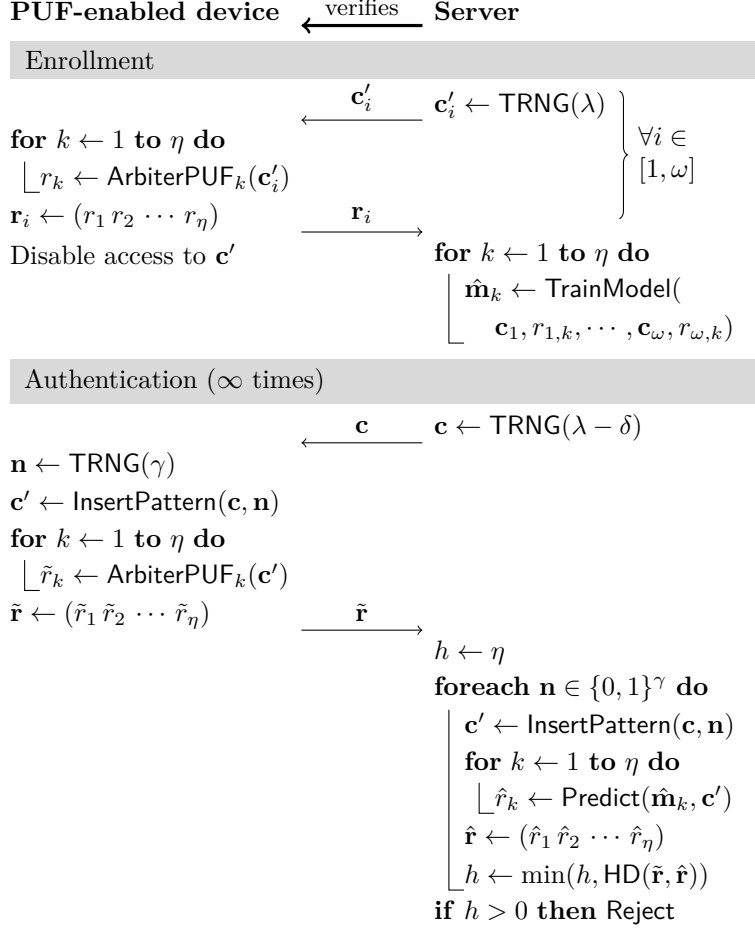 PUF-enabled device verifies Server
Enrollment
c′ᵢ c′ᵢ ← TRNG(λ)
for k ← 1 to η do
∀i ∈
rₖ ← ArbiterPUFₖ(c′ᵢ)
[1, ω]
rᵢ ← (r₁ r₂ ··· r_η) rᵢ
Disable access to c′ for k ← 1 to η do
m̂ₖ ← TrainModel(
c₁, r₁,ₖ, ··· , c_ω, r_ω,ₖ)
Authentication (∞ times)
c c ← TRNG(λ − δ)
n ← TRNG(γ)
c′ ← InsertPattern(c, n)
for k ← 1 to η do
r̃ₖ ← ArbiterPUFₖ(c′)
r̃ ← (r̃₁ r̃₂ ··· r̃_η) r̃
h ← η
foreach n ∈ {0, 1}^γ do
c′ ← InsertPattern(c, n)
for k ← 1 to η do
r̂ₖ ← Predict(m̂ₖ, c′)
r̂ ← (r̂₁ r̂₂ ··· r̂_η)
h ← min(h, HD(r̃, r̂))
if h > 0 then Reject